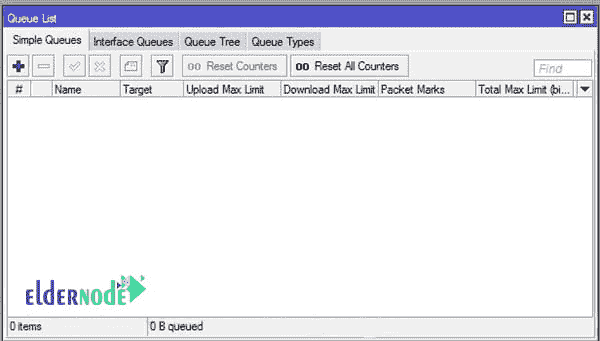 Queue List
Simple Queues Interface Queues Queue Tree Queue Types
00 Reset Counters 00 Reset All Counters Find
# Name Target Upload Max Limit Download Max Limit Packet Marks Total Max Limit (bi...
ELDERNODE
0 items 0 B queued